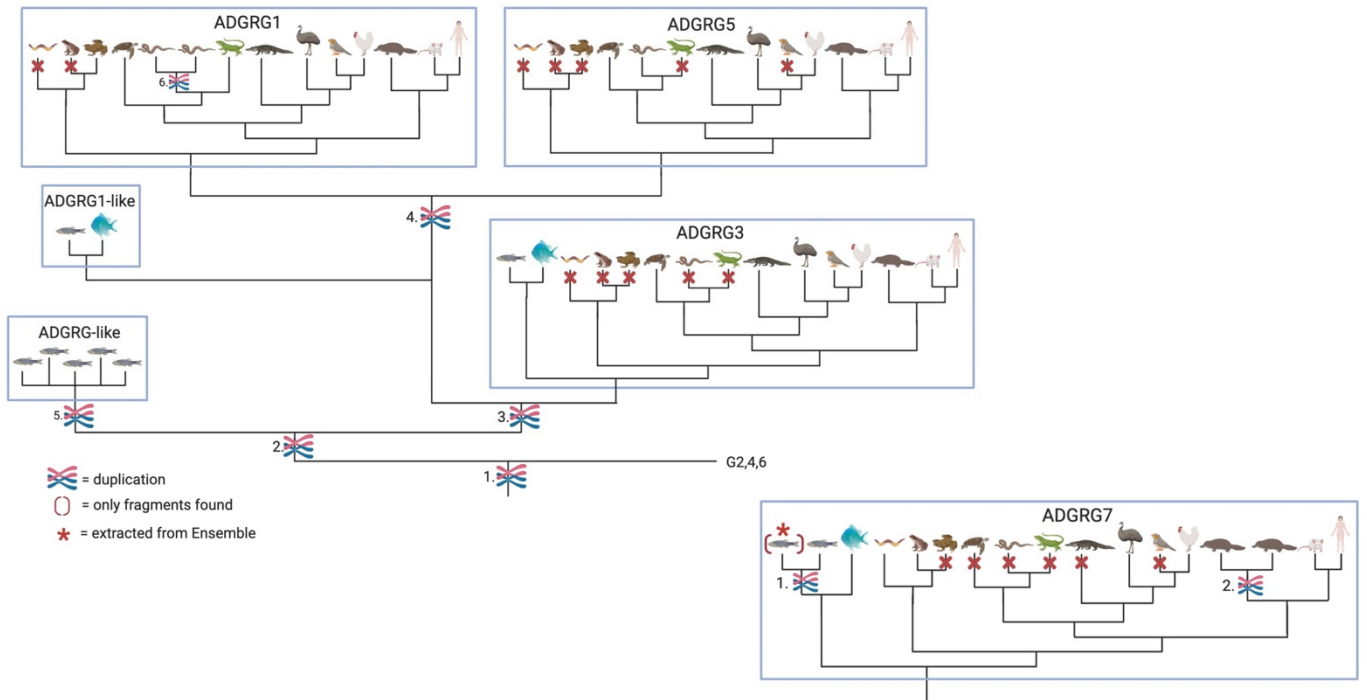 ADGRG1
ADGRG5
6.
ADGRG1-like
4.
ADGRG3
ADGRG-like
5.
3.
2.
G2,4,6
1.
= duplication
= only fragments found
* = extracted from Ensemble
ADGRG7
*
1.
2.